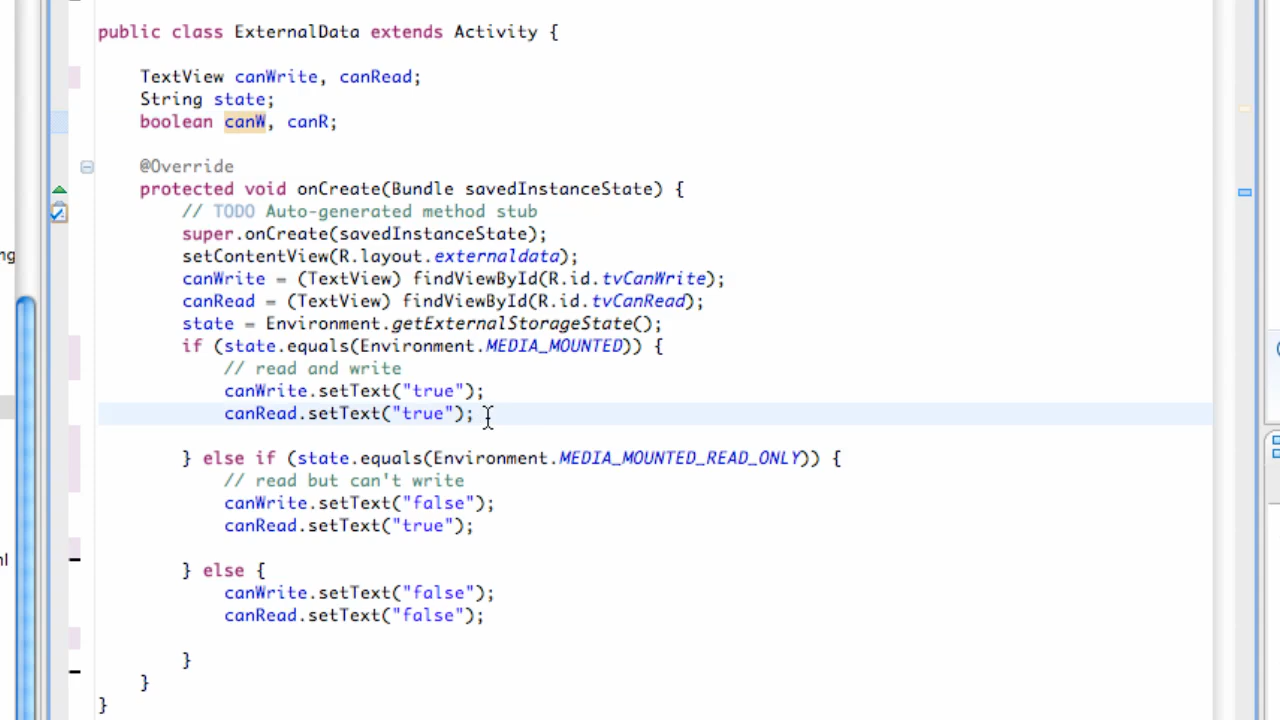 public class ExternalData extends Activity {
TextView canWrite, canRead;
String state;
boolean canW, canR;
@Override
protected void onCreate(Bundle savedInstanceState) {
// TODO Auto-generated method stub
super.onCreate(savedInstanceState);
setContentView(R.layout.externaldata);
canWrite = (TextView) findViewById(R.id.tvCanWrite);
canRead = (TextView) findViewById(R.id.tvCanRead);
state = Environment.getExternalStorageState();
if (state.equals(Environment.MEDIA_MOUNTED)) {
// read and write
canWrite.setText("true");
canRead.setText("true");
} else if (state.equals(Environment.MEDIA_MOUNTED_READ_ONLY)) {
// read but can't write
canWrite.setText("false");
canRead.setText("true");
} else {
canWrite.setText("false");
canRead.setText("false");
}
}
}